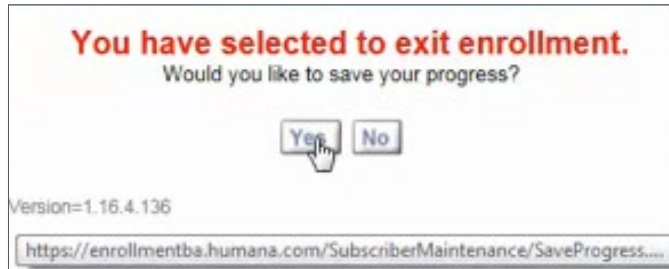 You have selected to exit enrollment.
Would you like to save your progress?
Yes No
Version=1.16.4.136
https://enrollmentba.humana.com/SubscriberMaintenance/SaveProgress....